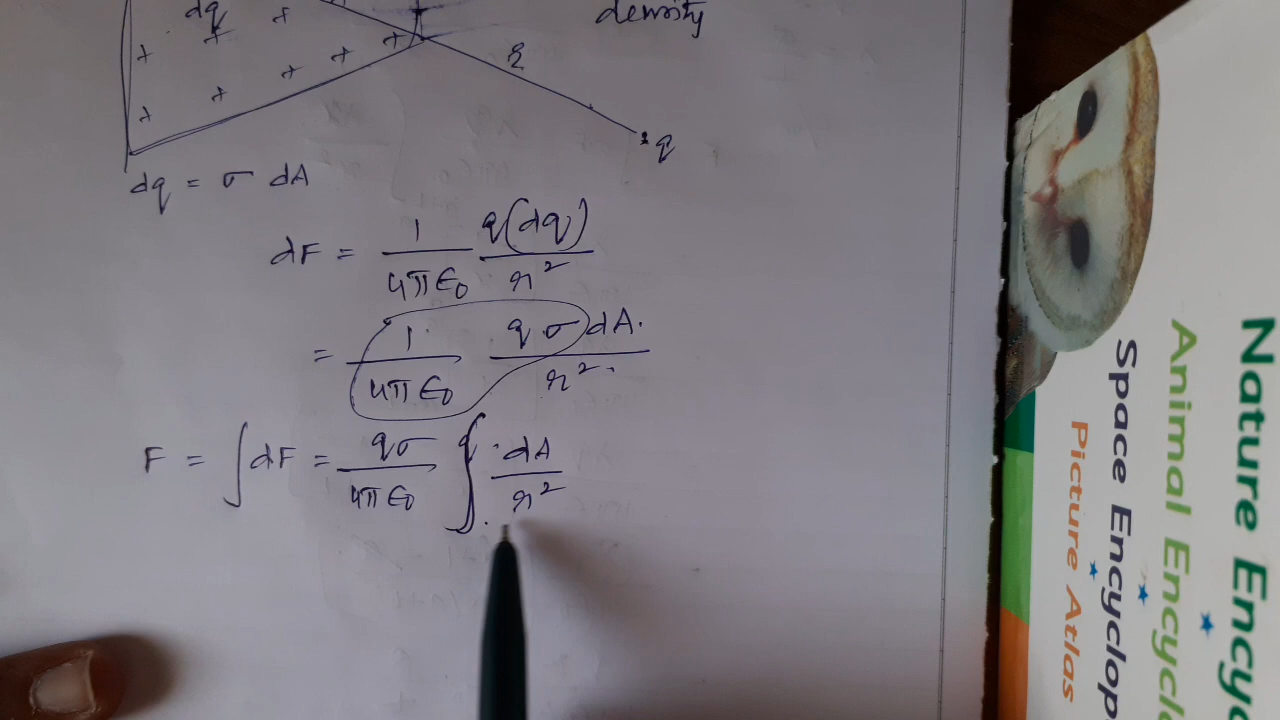 dq
density
r
q
dq = σ dA
dF = 1/4πϵ0 q(dq)/r²
= 1/4πϵ0 qσ dA/r²
F = ∫dF = qσ/4πϵ0 ∫ dA/r²
Nature Ency
Animal Encycl
Space Encyclop
Picture Atlas